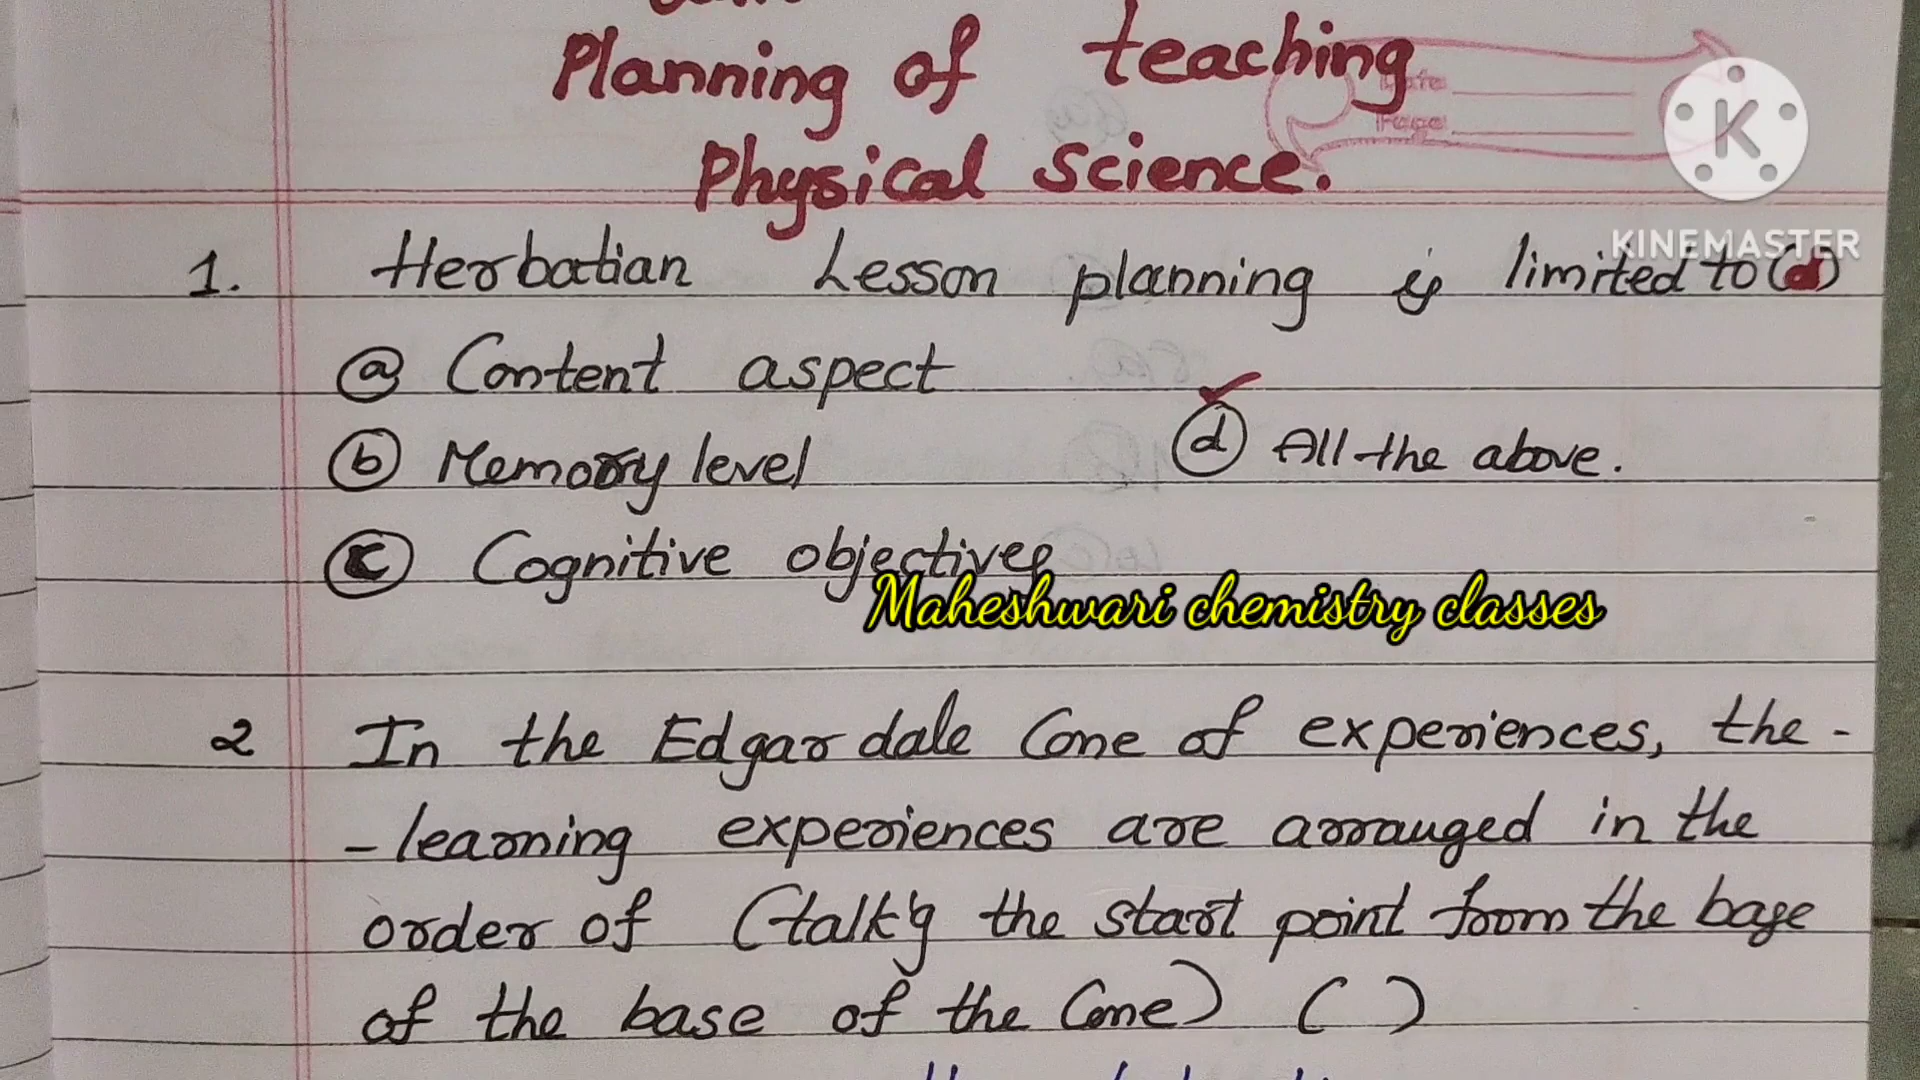 Planning of teaching
Physical Science.
Date
Page
K
KINEMASTER
1. Herbatian Lesson planning is limited to (d)
ⓐ Content aspect
ⓑ Memory level
ⓓ All the above.
ⓒ Cognitive objectives
Maheshwari chemistry classes
2 In the Edgar dale Cone of experiences, the -
- learning experiences are arranged in the
order of (talk'g the start point from the base
of the base of the Cone) ( )